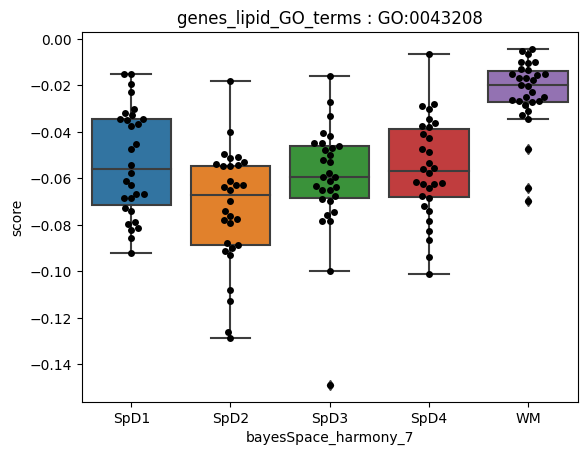 genes_lipid_GO_terms : GO:0043208
0.00
−0.02
−0.04
−0.06
−0.08
−0.10
−0.12
−0.14
score
SpD1 SpD2 SpD3 SpD4 WM
bayesSpace_harmony_7